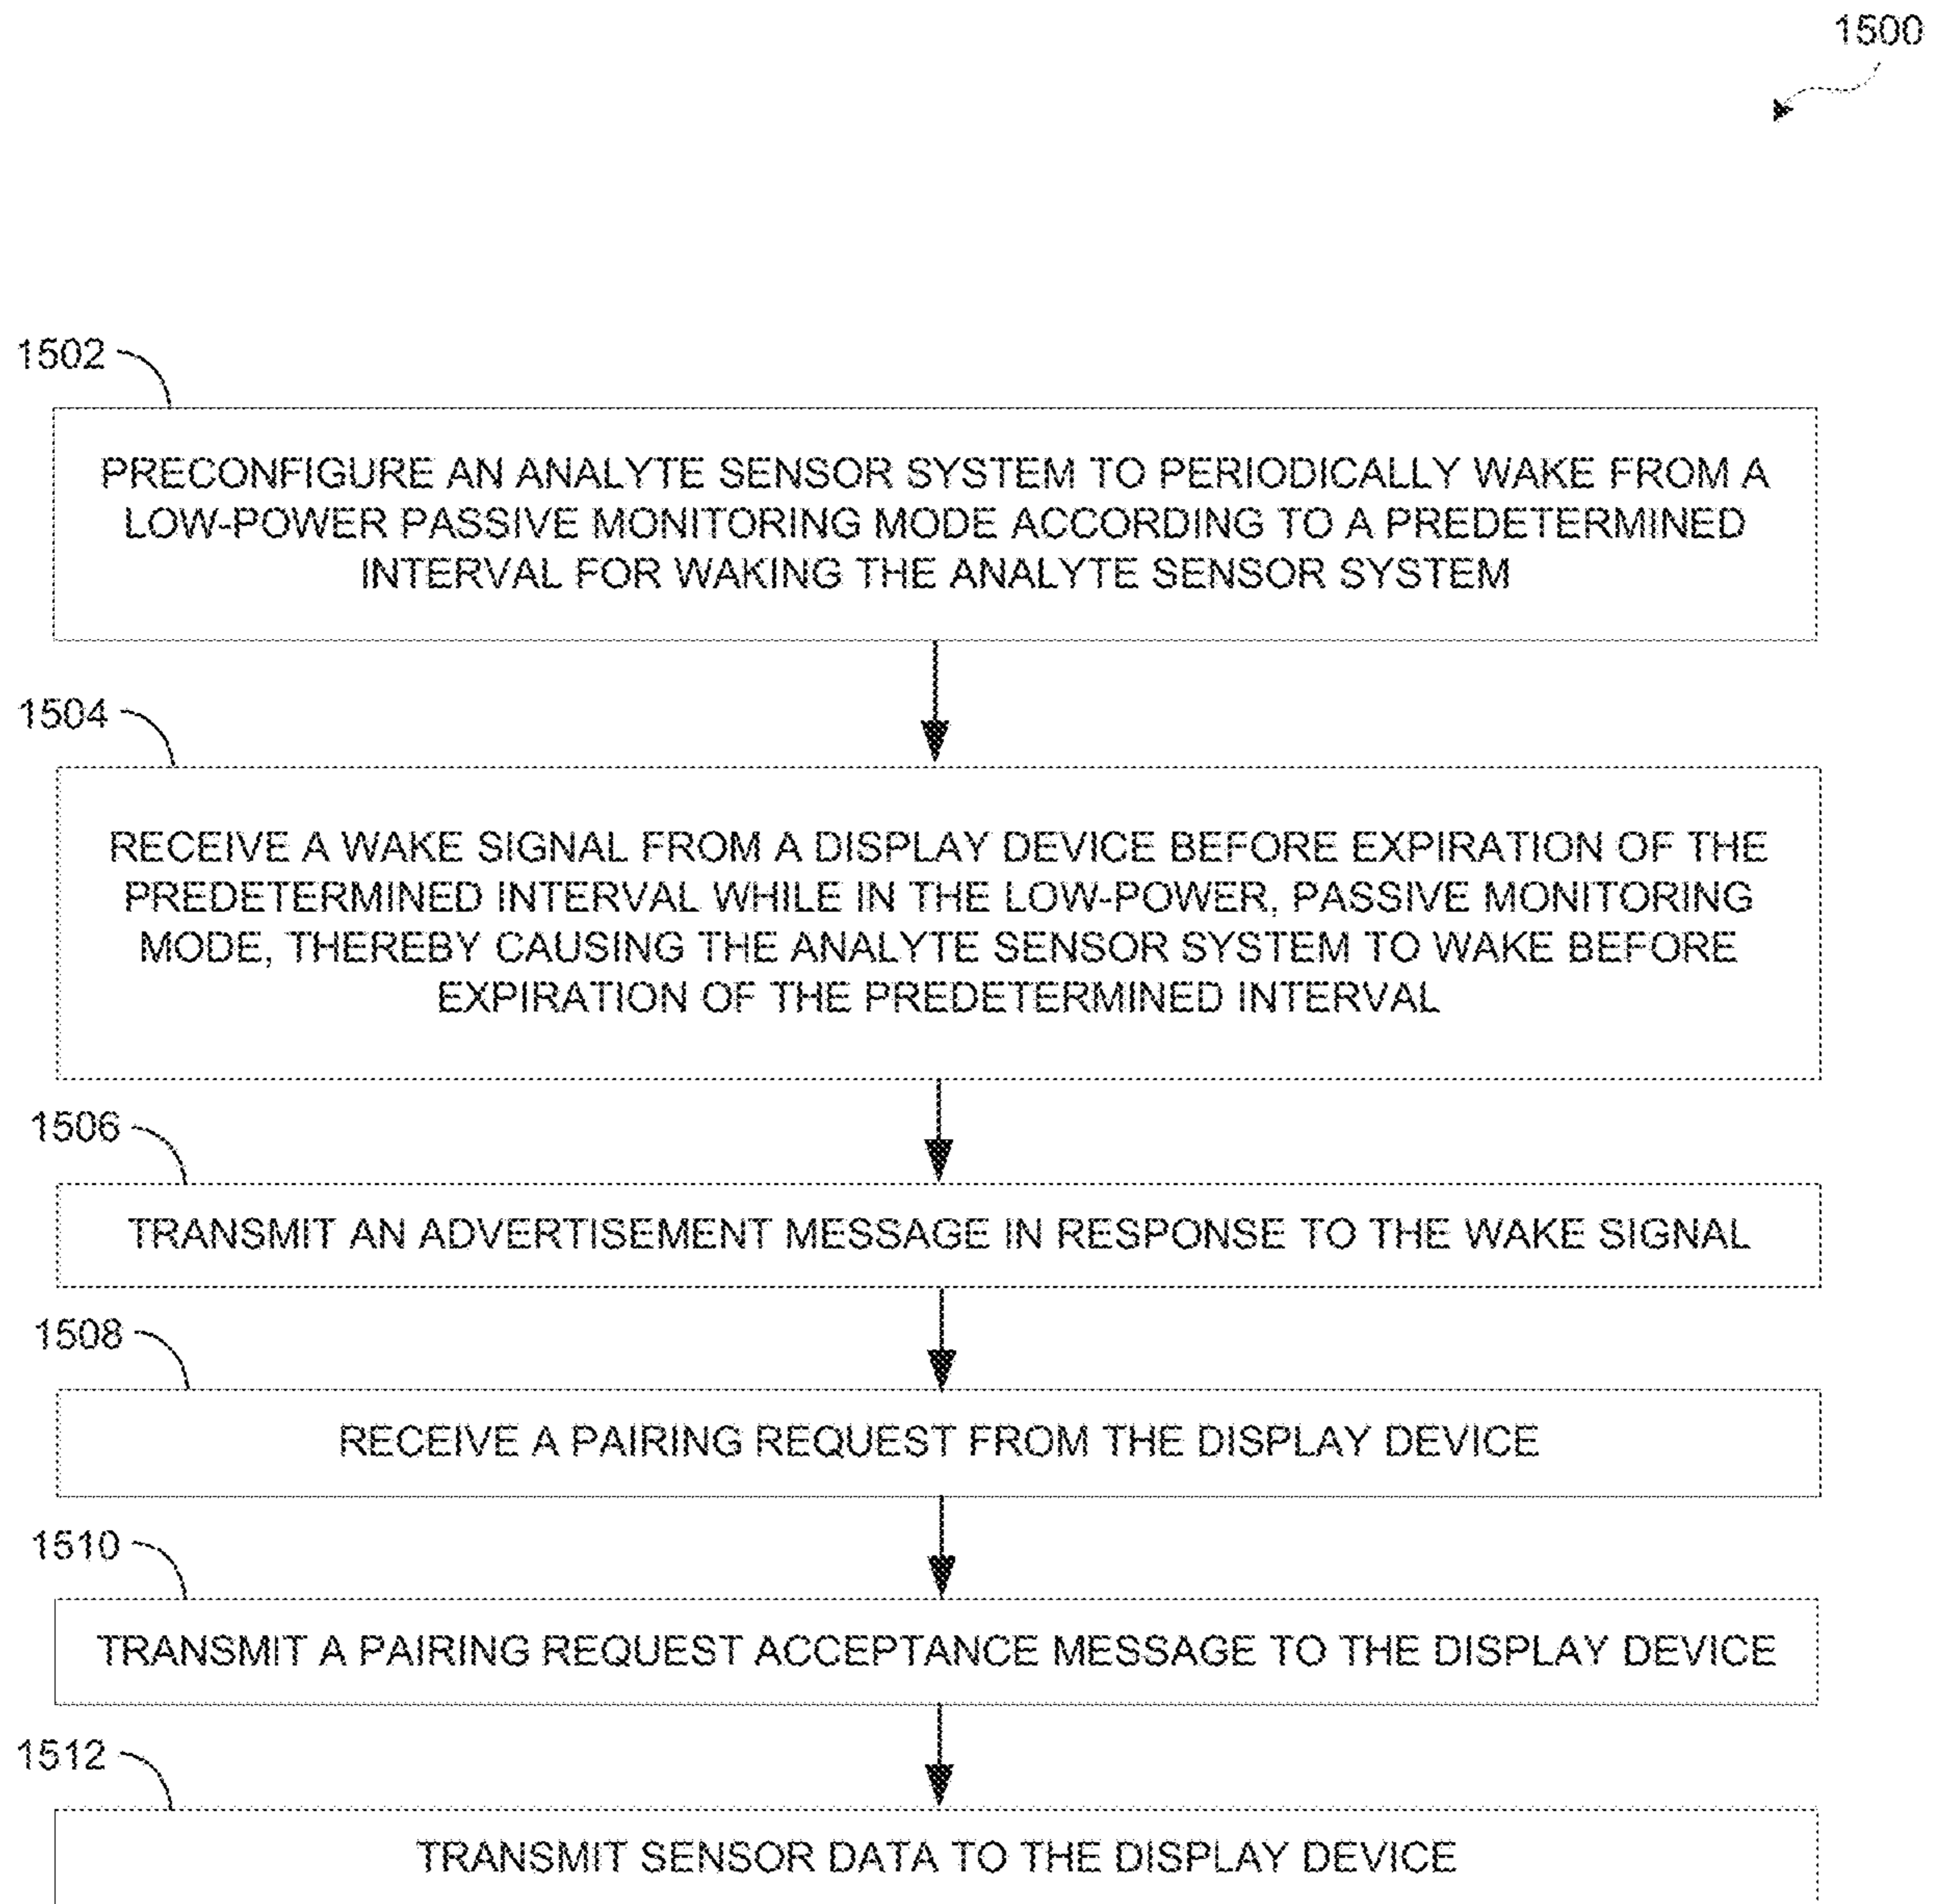 1500
1502
PRECONFIGURE AN ANALYTE SENSOR SYSTEM TO PERIODICALLY WAKE FROM A
LOW-POWER PASSIVE MONITORING MODE ACCORDING TO A PREDETERMINED
INTERVAL FOR WAKING THE ANALYTE SENSOR SYSTEM
1504
RECEIVE A WAKE SIGNAL FROM A DISPLAY DEVICE BEFORE EXPIRATION OF THE
PREDETERMINED INTERVAL WHILE IN THE LOW-POWER, PASSIVE MONITORING
MODE, THEREBY CAUSING THE ANALYTE SENSOR SYSTEM TO WAKE BEFORE
EXPIRATION OF THE PREDETERMINED INTERVAL
1506
TRANSMIT AN ADVERTISEMENT MESSAGE IN RESPONSE TO THE WAKE SIGNAL
1508
RECEIVE A PAIRING REQUEST FROM THE DISPLAY DEVICE
1510
TRANSMIT A PAIRING REQUEST ACCEPTANCE MESSAGE TO THE DISPLAY DEVICE
1512
TRANSMIT SENSOR DATA TO THE DISPLAY DEVICE